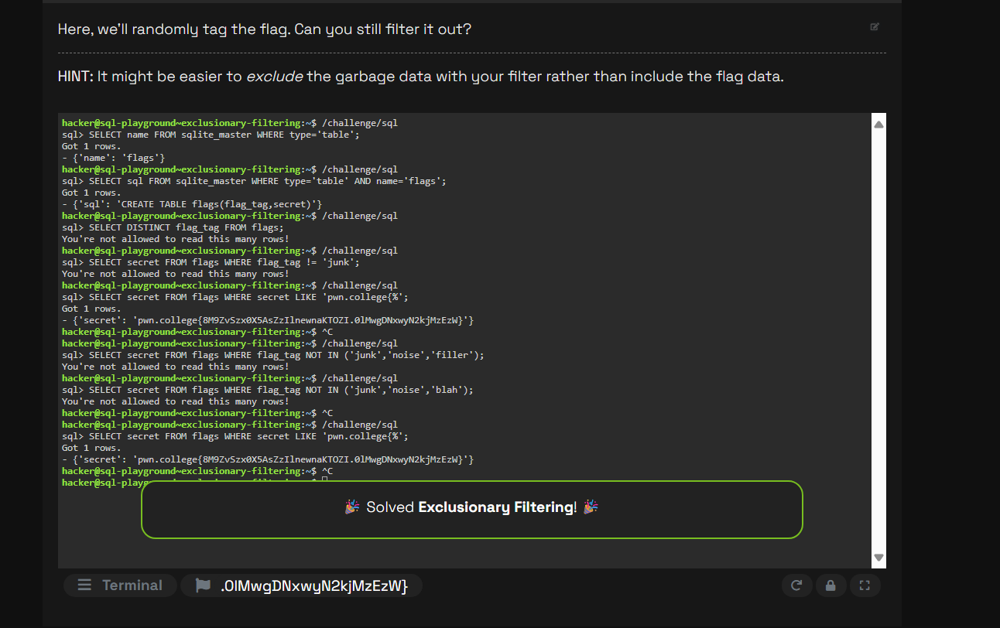 Here, we'll randomly tag the flag. Can you still filter it out?
HINT: It might be easier to exclude the garbage data with your filter rather than include the flag data.
hacker@sql-playground~exclusionary-filtering:~$ /challenge/sql
sql> SELECT name FROM sqlite_master WHERE type='table';
Got 1 rows.
- {'name': 'flags'}
hacker@sql-playground~exclusionary-filtering:~$ /challenge/sql
sql> SELECT sql FROM sqlite_master WHERE type='table' AND name='flags';
Got 1 rows.
- {'sql': 'CREATE TABLE flags(flag_tag,secret)'}
hacker@sql-playground~exclusionary-filtering:~$ /challenge/sql
sql> SELECT DISTINCT flag_tag FROM flags;
You're not allowed to read this many rows!
hacker@sql-playground~exclusionary-filtering:~$ /challenge/sql
sql> SELECT secret FROM flags WHERE flag_tag != 'junk';
You're not allowed to read this many rows!
hacker@sql-playground~exclusionary-filtering:~$ /challenge/sql
sql> SELECT secret FROM flags WHERE secret LIKE 'pwn.college{%';
Got 1 rows.
- {'secret': 'pwn.college{8M9ZvSzx0X5AsZzIlnewnaKTOZI.0lMwgDNxwyN2kjMzEzW}'}
hacker@sql-playground~exclusionary-filtering:~$ ^C
hacker@sql-playground~exclusionary-filtering:~$ /challenge/sql
sql> SELECT secret FROM flags WHERE flag_tag NOT IN ('junk','noise','filler');
You're not allowed to read this many rows!
hacker@sql-playground~exclusionary-filtering:~$ /challenge/sql
sql> SELECT secret FROM flags WHERE flag_tag NOT IN ('junk','noise','blah');
You're not allowed to read this many rows!
hacker@sql-playground~exclusionary-filtering:~$ ^C
hacker@sql-playground~exclusionary-filtering:~$ /challenge/sql
sql> SELECT secret FROM flags WHERE secret LIKE 'pwn.college{%';
Got 1 rows.
- {'secret': 'pwn.college{8M9ZvSzx0X5AsZzIlnewnaKTOZI.0lMwgDNxwyN2kjMzEzW}'}
hacker@sql-playground~exclusionary-filtering:~$ ^C
hacker@sql-playg
🎉 Solved Exclusionary Filtering! 🎉
Terminal .0lMwgDNxwyN2kjMzEzW}